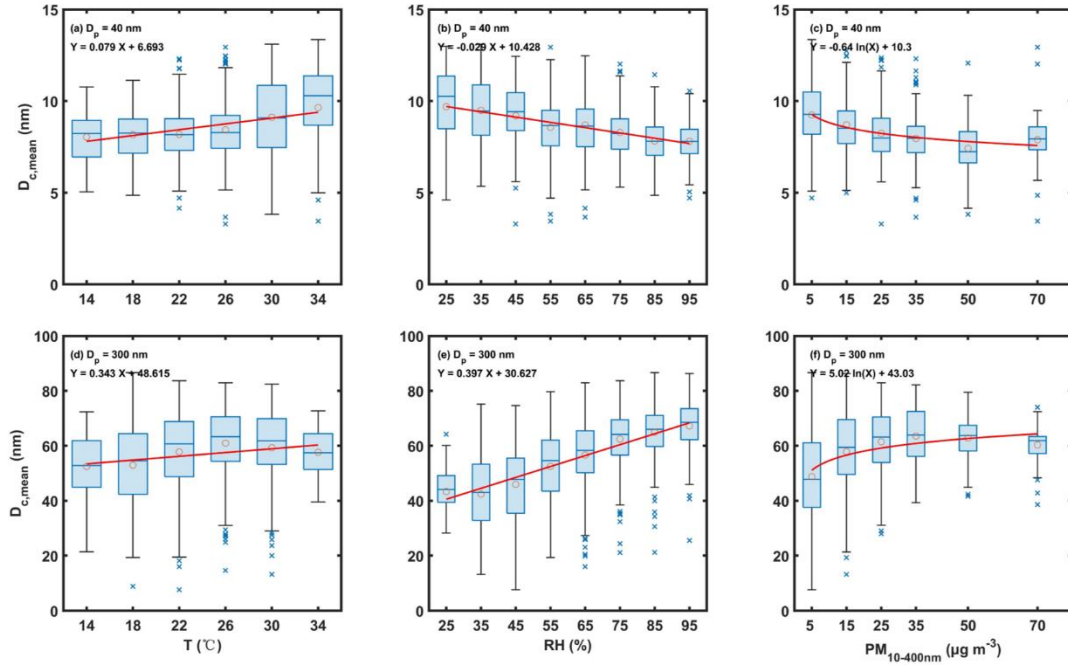 (a) Dp = 40 nm
Y = 0.079 X + 6.693
Dc,mean (nm)
15
10
5
0
14 18 22 26 30 34
(b) Dp = 40 nm
Y = -0.029 X + 10.428
15
10
5
0
25 35 45 55 65 75 85 95
(c) Dp = 40 nm
Y = -0.64 ln(X) + 10.3
15
10
5
0
5 15 25 35 50 70
(d) Dp = 300 nm
Y = 0.343 X + 48.615
Dc,mean (nm)
100
80
60
40
20
0
14 18 22 26 30 34
T (℃)
(e) Dp = 300 nm
Y = 0.397 X + 30.627
100
80
60
40
20
0
25 35 45 55 65 75 85 95
RH (%)
(f) Dp = 300 nm
Y = 5.02 ln(X) + 43.03
100
80
60
40
20
0
5 15 25 35 50 70
PM10-400nm (μg m-3)